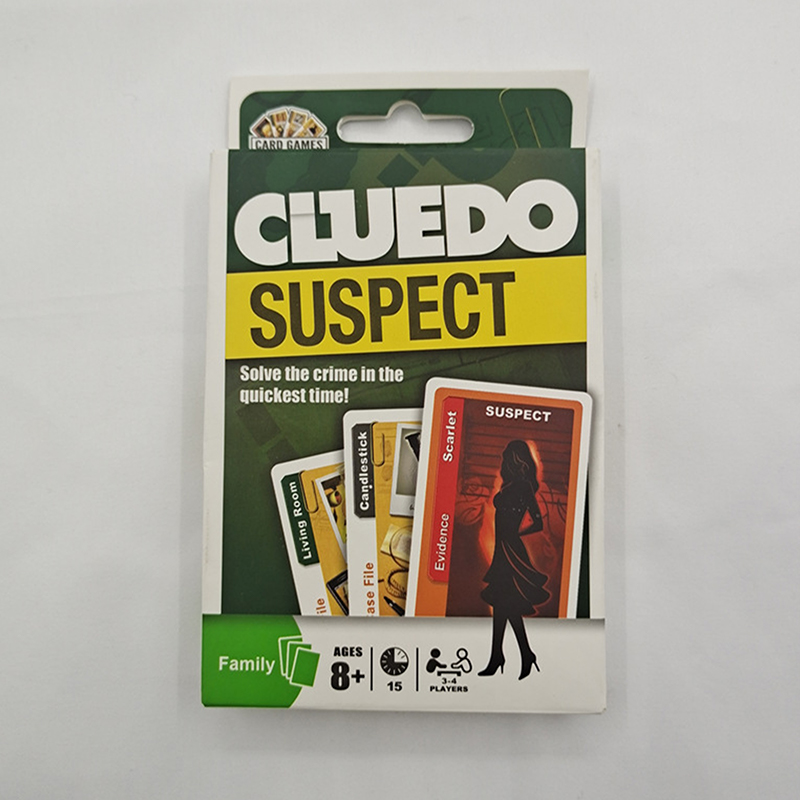 CARD GAMES
CLUEDO
SUSPECT
Solve the crime in the
quickest time!
Living Room
Candlestick
ase File
ile
SUSPECT
Scarlet
Evidence
Family
AGES
8+
15
3-4
PLAYERS